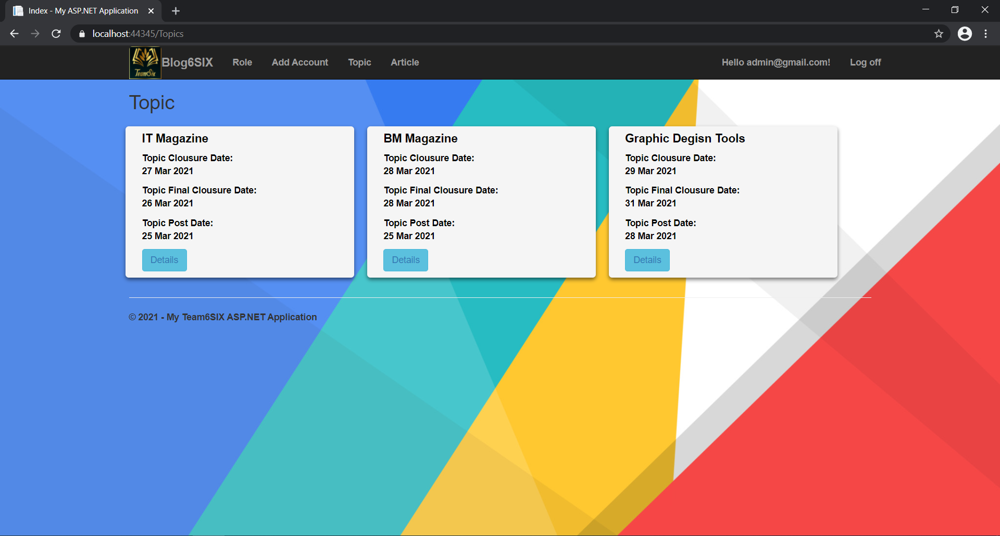 Index - My ASP.NET Application
localhost:44345/Topics
TeamSix
Blog6SIX Role Add Account Topic Article Hello admin@gmail.com! Log off
Topic
IT Magazine
Topic Clousure Date:
27 Mar 2021
Topic Final Clousure Date:
26 Mar 2021
Topic Post Date:
25 Mar 2021
Details
BM Magazine
Topic Clousure Date:
28 Mar 2021
Topic Final Clousure Date:
28 Mar 2021
Topic Post Date:
25 Mar 2021
Details
Graphic Degisn Tools
Topic Clousure Date:
29 Mar 2021
Topic Final Clousure Date:
31 Mar 2021
Topic Post Date:
28 Mar 2021
Details
© 2021 - My Team6SIX ASP.NET Application